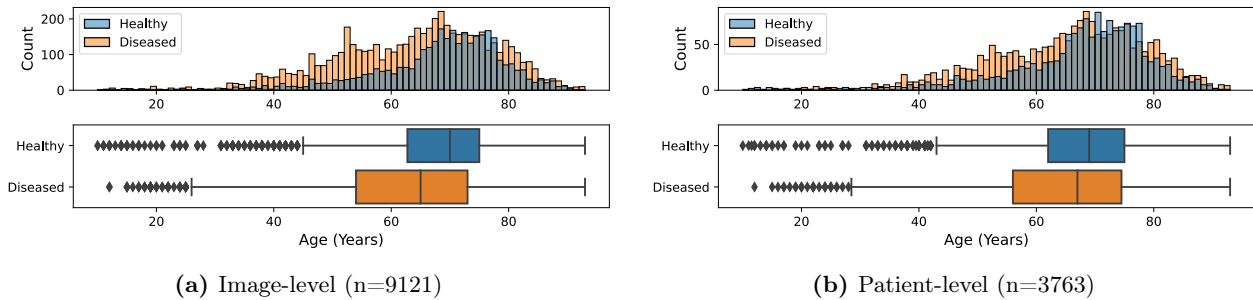 Count
200
100
0
Healthy
Diseased
20
40
60
80
Healthy
Diseased
20
40
60
80
Age (Years)
(a) Image-level (n=9121)
Count
50
0
Healthy
Diseased
20
40
60
80
Healthy
Diseased
20
40
60
80
Age (Years)
(b) Patient-level (n=3763)